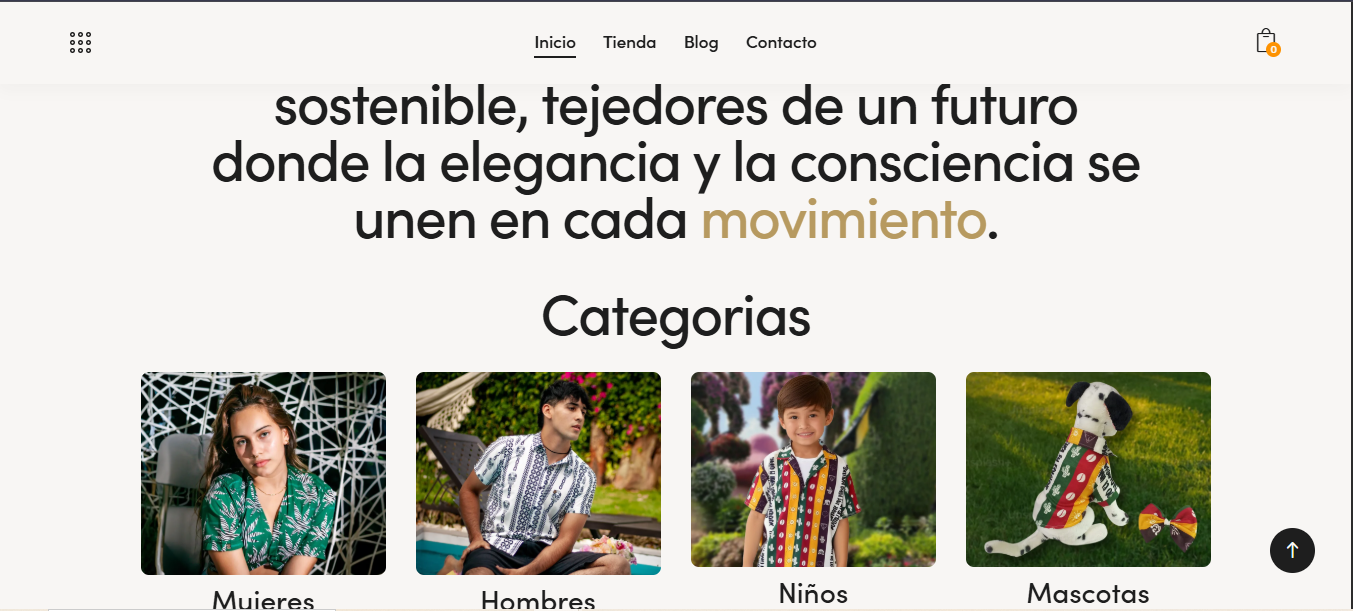 Inicio Tienda Blog Contacto
0
sostenible, tejedores de un futuro
donde la elegancia y la consciencia se
unen en cada movimiento.
Categorias
Mujeres Hombres Niños Mascotas